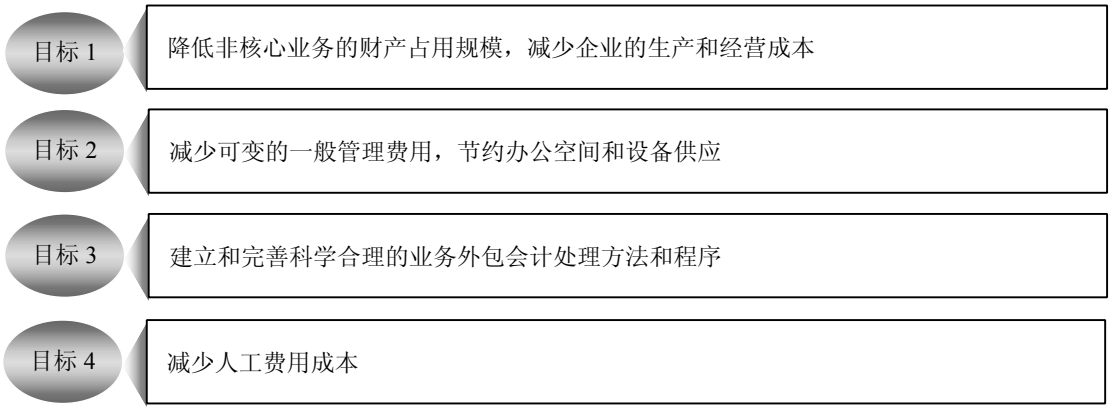 目标 1
降低非核心业务的财产占用规模，减少企业的生产和经营成本
目标 2
减少可变的一般管理费用，节约办公空间和设备供应
目标 3
建立和完善科学合理的业务外包会计处理方法和程序
目标 4
减少人工费用成本